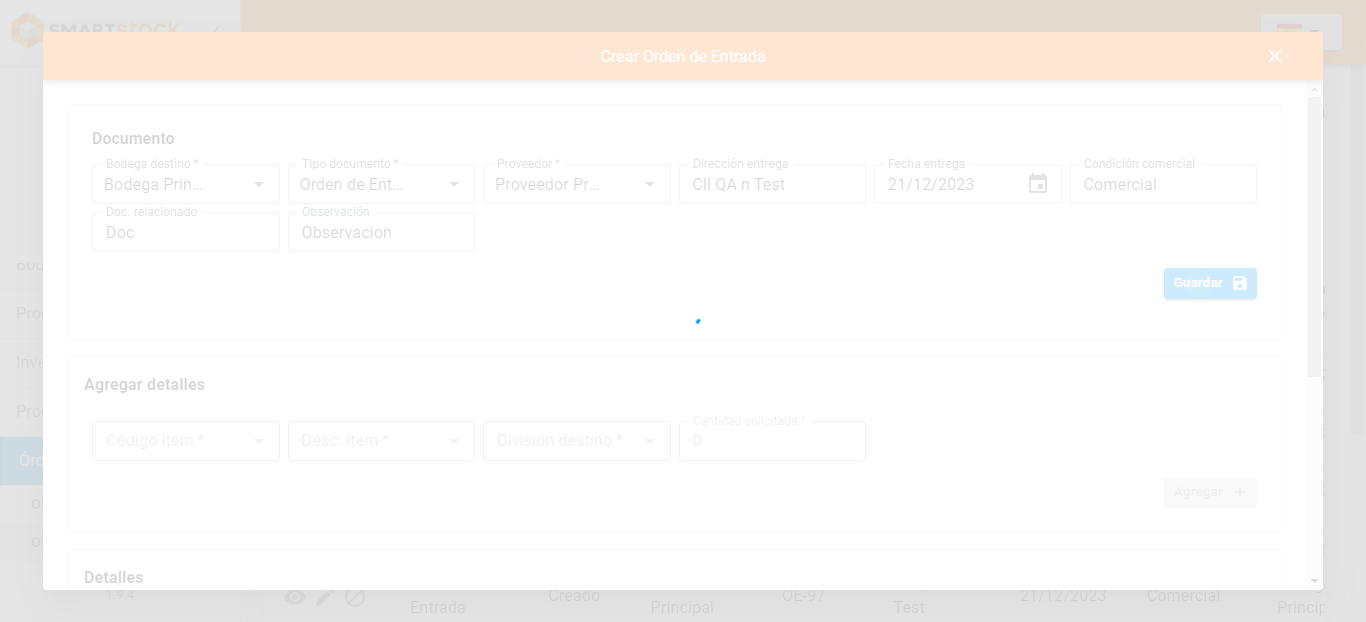 SMARTstock
Crear Orden de Entrada
Documento
Bodega destino *
Tipo documento *
Proveedor *
Dirección entrega
Fecha entrega
Condición comercial
Bodega Prin...
Orden de Ent...
Proveedor Pr...
Cll QA n Test
21/12/2023
Comercial
Doc. relacionado
Observación
Doc
Observacion
Guardar
Agregar detalles
Cantidad solicitada *
Código ítem *
Desc. ítem *
División destino *
0
Agregar
Detalles
1.9.4
Creado
OE-97
21/12/2023
Comercial
Entrada
Principal
Test
Princip